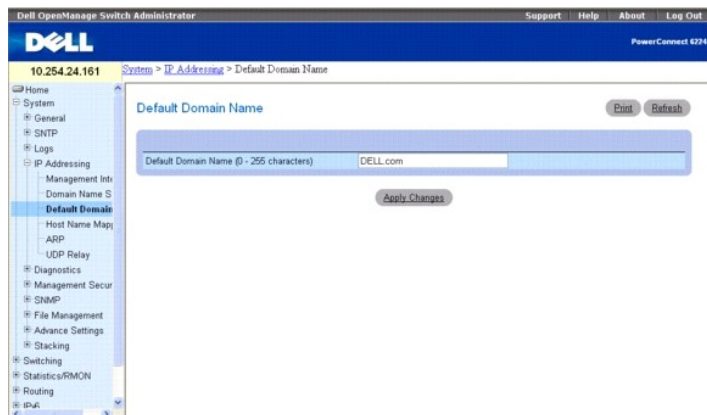 Dell OpenManage Switch Administrator Support Help About Log Out
DELL
PowerConnect 6224
10.254.24.161
System > IP Addressing > Default Domain Name
Home
System
General
SNTP
Logs
IP Addressing
Management Inte
Domain Name S
Default Domain
Host Name Mapp
ARP
UDP Relay
Diagnostics
Management Secur
SNMP
File Management
Advance Settings
Stacking
Switching
Statistics/RMON
Routing
IPv6
Default Domain Name
Print Refresh
Default Domain Name (0 - 255 characters) DELL.com
Apply Changes